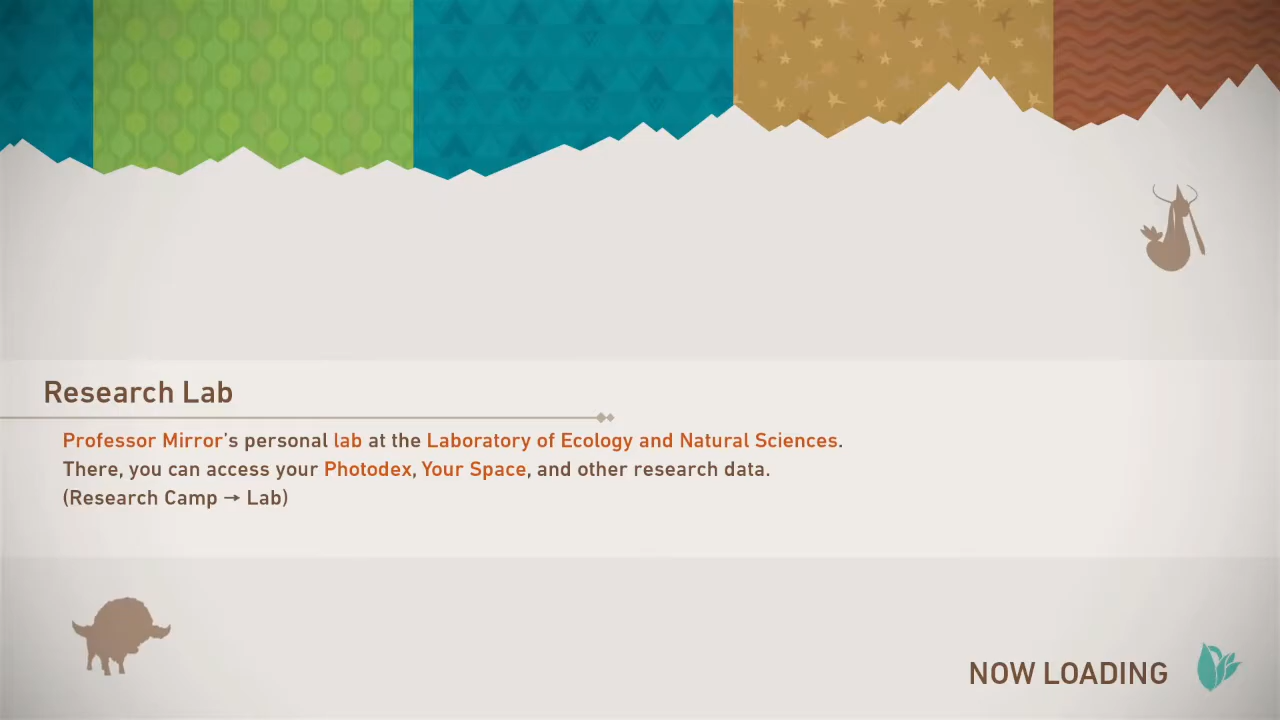 Research Lab
Professor Mirror's personal lab at the Laboratory of Ecology and Natural Sciences.
There, you can access your Photodex, Your Space, and other research data.
(Research Camp → Lab)
NOW LOADING